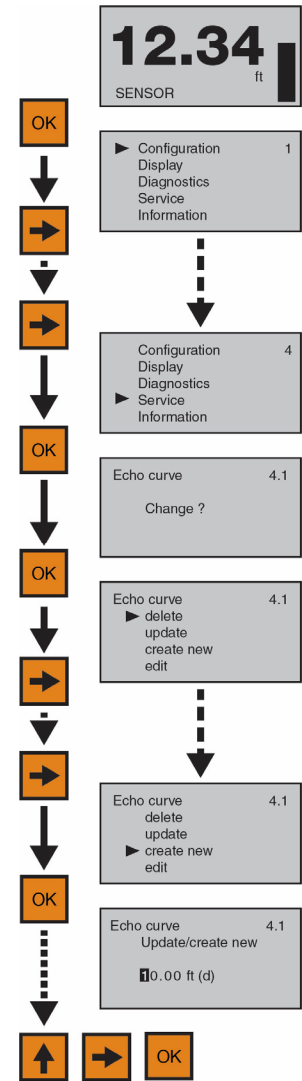 12.34
ft
SENSOR
OK
Configuration 1
Display
Diagnostics
Service
Information
Configuration 4
Display
Diagnostics
Service
Information
OK
Echo curve 4.1
Change ?
OK
Echo curve 4.1
delete
update
create new
edit
Echo curve 4.1
delete
update
create new
edit
OK
Echo curve 4.1
Update/create new
10.00 ft (d)
OK